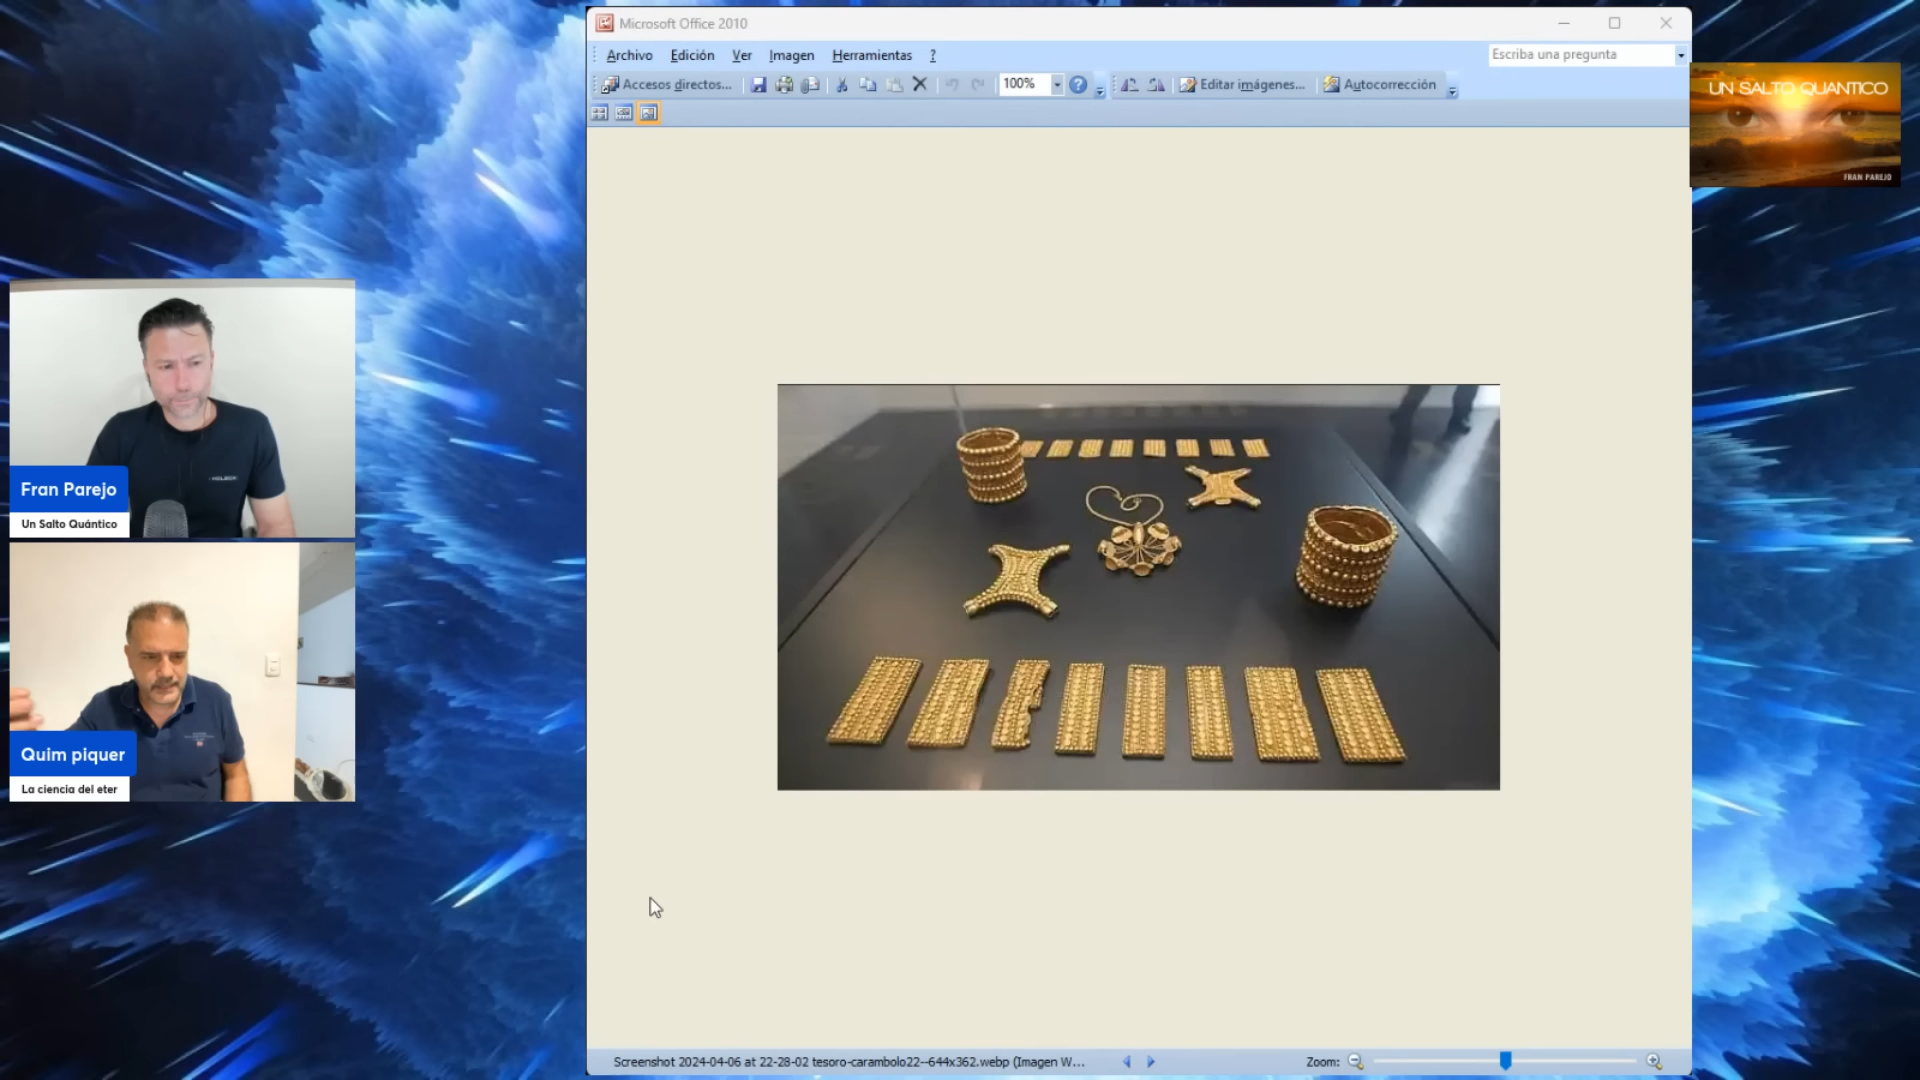 Microsoft Office 2010
Archivo Edición Ver Imagen Herramientas ?
Escriba una pregunta
Accesos directos... 100% Editar imágenes... Autocorrección
UN SALTO QUANTICO
FRAN PAREJO
Fran Parejo
Un Salto Quántico
Quim piquer
La ciencia del eter
Screenshot 2024-04-06 at 22-28-02 tesoro-carambolo22--644x362.webp (Imagen W...
Zoom: